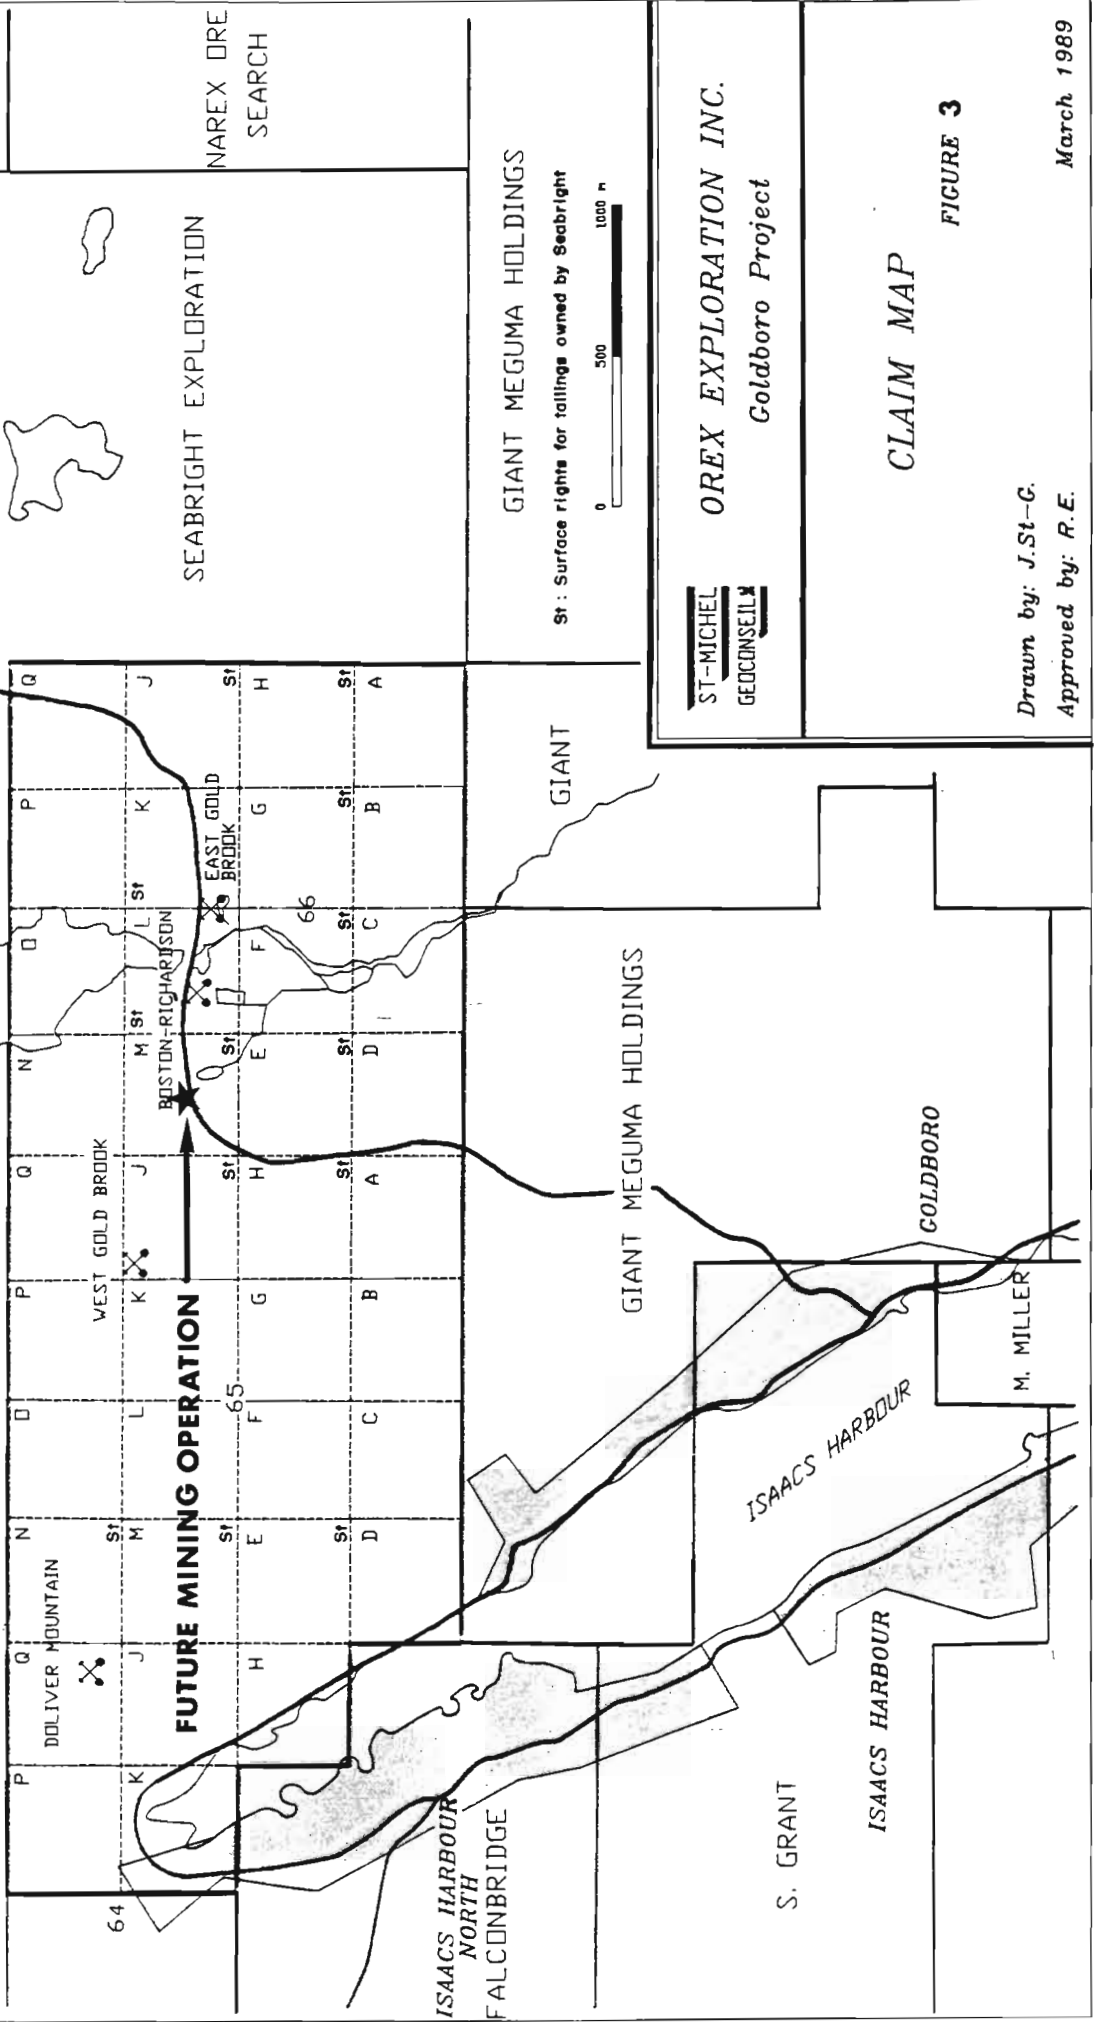 NAREX ORE
SEARCH
SEABRIGHT EXPLORATION
GIANT MEGUMA HOLDINGS
St : Surface rights for tailings owned by Seabright
0 500 1000 m
DOLIVER MOUNTAIN
WEST GOLD BROOK
BOSTON-RICHARDSON
EAST GOLD
BROOK
FUTURE MINING OPERATION
P Q N O P Q N O P Q
K J M L K J M L K J
St St St
H E F G H E F G H
St St St St
D C B A D C B A
St St St St St St
64
65
66
GIANT
GIANT MEGUMA HOLDINGS
GOLDBORO
ISAACS HARBOUR
M. MILLER
ISAACS HARBOUR
NORTH
FALCONBRIDGE
S. GRANT
ISAACS HARBOUR
ST-MICHEL
GEOCONSEIL
OREX EXPLORATION INC.
Goldboro Project
CLAIM MAP
FIGURE 3
Drawn by: J.St-G.
Approved by: R.E.
March 1989